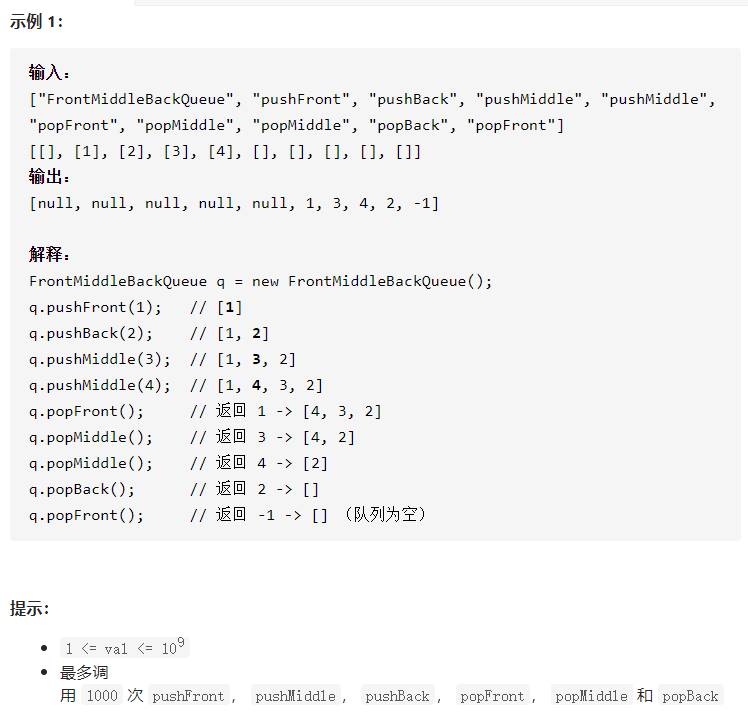 示例 1：
输入：
["FrontMiddleBackQueue", "pushFront", "pushBack", "pushMiddle", "pushMiddle",
"popFront", "popMiddle", "popMiddle", "popBack", "popFront"]
[[], [1], [2], [3], [4], [], [], [], [], []]
输出：
[null, null, null, null, null, 1, 3, 4, 2, -1]
解释：
FrontMiddleBackQueue q = new FrontMiddleBackQueue();
q.pushFront(1);   // [1]
q.pushBack(2);    // [1, 2]
q.pushMiddle(3);  // [1, 3, 2]
q.pushMiddle(4);  // [1, 4, 3, 2]
q.popFront();     // 返回 1 -> [4, 3, 2]
q.popMiddle();    // 返回 3 -> [4, 2]
q.popMiddle();    // 返回 4 -> [2]
q.popBack();      // 返回 2 -> []
q.popFront();     // 返回 -1 -> [] （队列为空）
提示：
• 1 <= val <= 10⁹
• 最多调
用 1000 次 pushFront， pushMiddle， pushBack， popFront， popMiddle 和 popBack